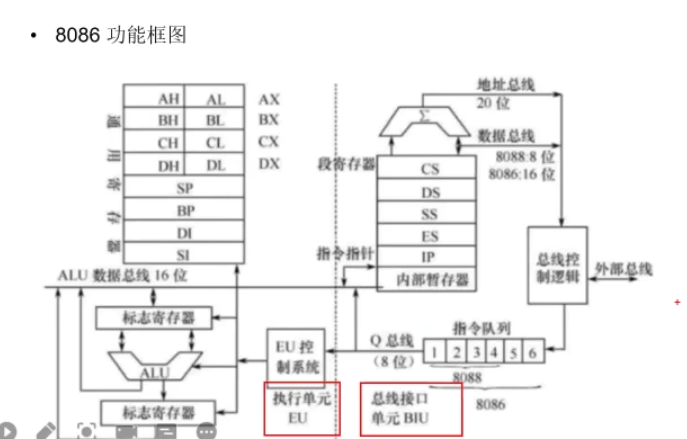 • 8086 功能框图
地址总线
20 位
AH AL AX
BH BL BX
CH CL CX
DH DL DX
SP
BP
DI
SI
通用寄存器
Σ
数据总线
8088:8 位
8086:16 位
段寄存器
CS
DS
SS
ES
指令指针
IP
内部暂存器
总线控
制逻辑
外部总线
ALU 数据总线 16 位
标志寄存器
ALU
标志寄存器
EU 控
制系统
Q 总线
(8 位)
指令队列
1 2 3 4 5 6
8088
8086
执行单元
EU
总线接口
单元 BIU